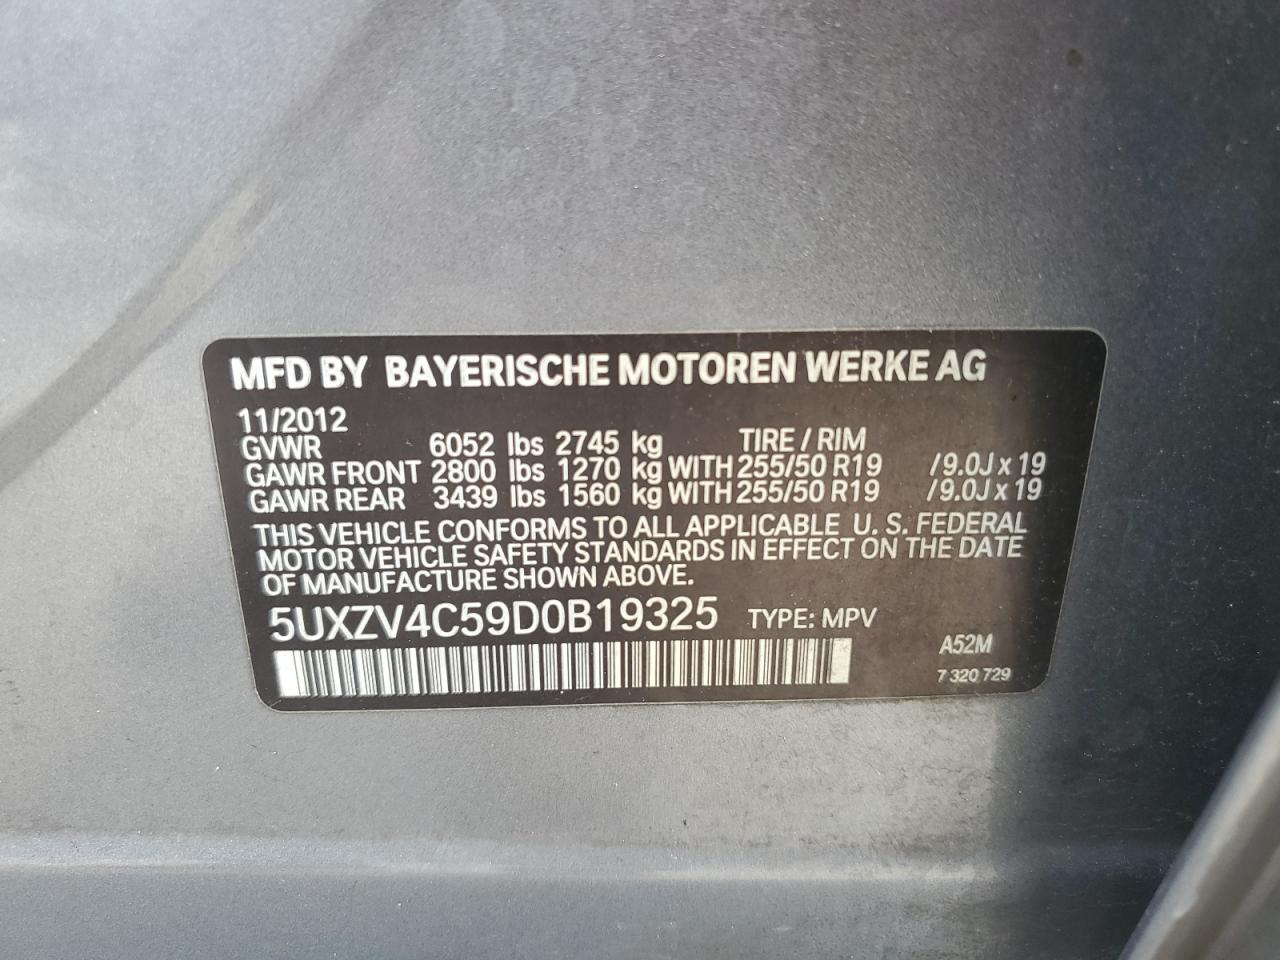 MFD BY BAYERISCHE MOTOREN WERKE AG
11/2012
GVWR 6052 lbs 2745 kg TIRE / RIM
GAWR FRONT 2800 lbs 1270 kg WITH 255/50 R19 /9.0J x 19
GAWR REAR 3439 lbs 1560 kg WITH 255/50 R19 /9.0J x 19
THIS VEHICLE CONFORMS TO ALL APPLICABLE U. S. FEDERAL
MOTOR VEHICLE SAFETY STANDARDS IN EFFECT ON THE DATE
OF MANUFACTURE SHOWN ABOVE.
5UXZV4C59D0B19325 TYPE: MPV
A52M
7 320 729